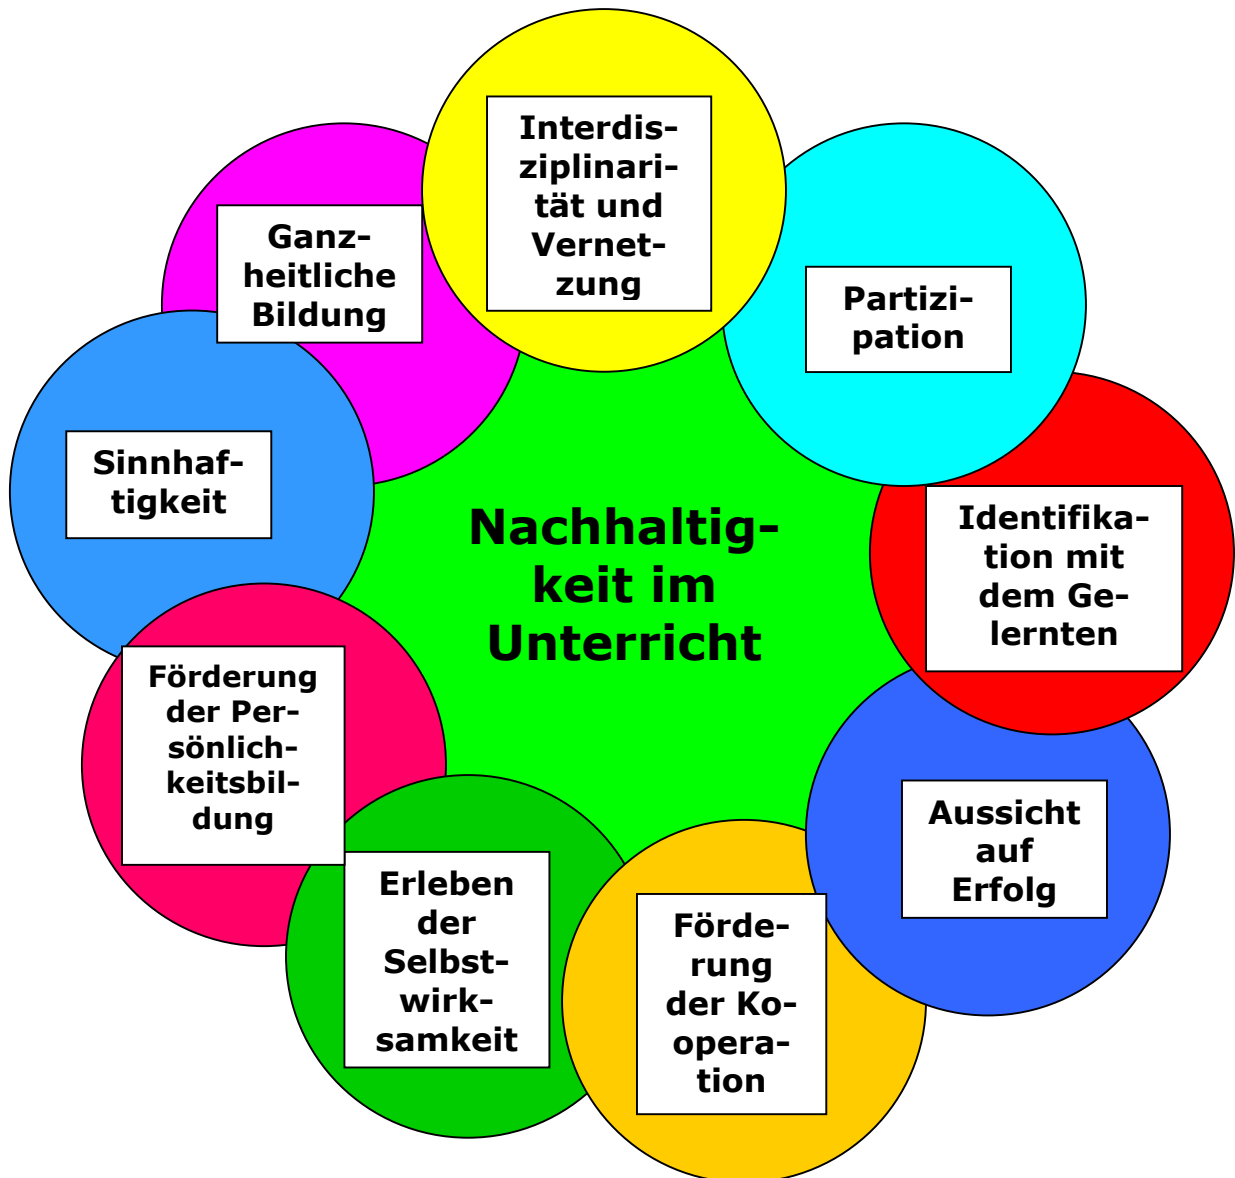 Interdis-
ziplinari-
tät und
Vernet-
zung
Ganz-
heitliche
Bildung
Partizi-
pation
Sinnhaf-
tigkeit
Nachhaltig-
keit im
Unterricht
Identifika-
tion mit
dem Ge-
lernten
Förderung
der Per-
sönlich-
keitsbil-
dung
Aussicht
auf
Erfolg
Erleben
der
Selbst-
wirk-
samkeit
Förde-
rung
der Ko-
opera-
tion